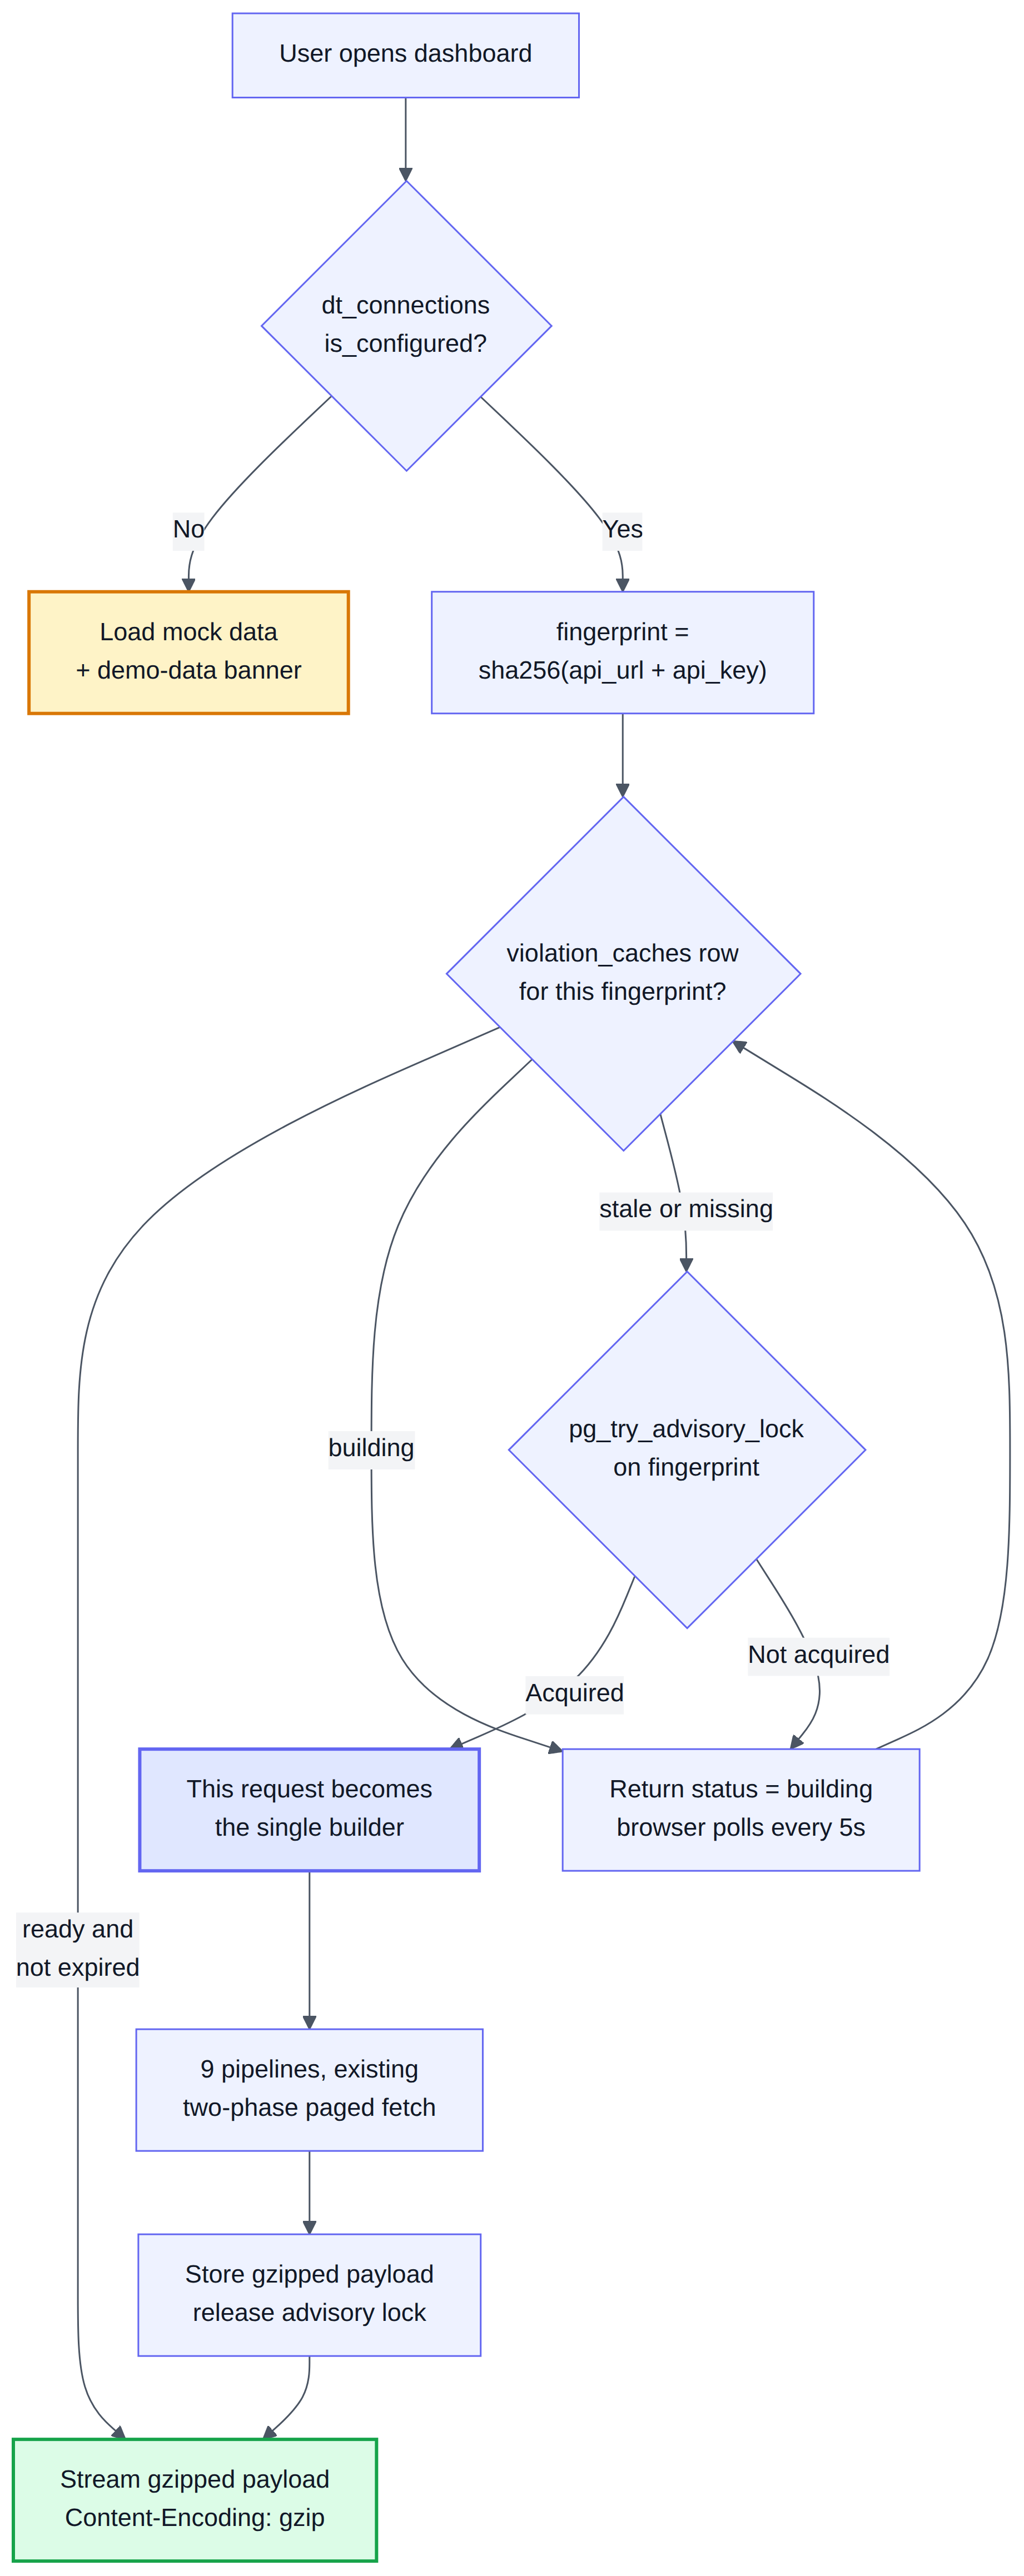 User opens dashboard
dt_connections
is_configured?
No
Yes
Load mock data
+ demo-data banner
fingerprint =
sha256(api_url + api_key)
violation_caches row
for this fingerprint?
stale or missing
building
pg_try_advisory_lock
on fingerprint
Not acquired
Acquired
This request becomes
the single builder
Return status = building
browser polls every 5s
ready and
not expired
9 pipelines, existing
two-phase paged fetch
Store gzipped payload
release advisory lock
Stream gzipped payload
Content-Encoding: gzip